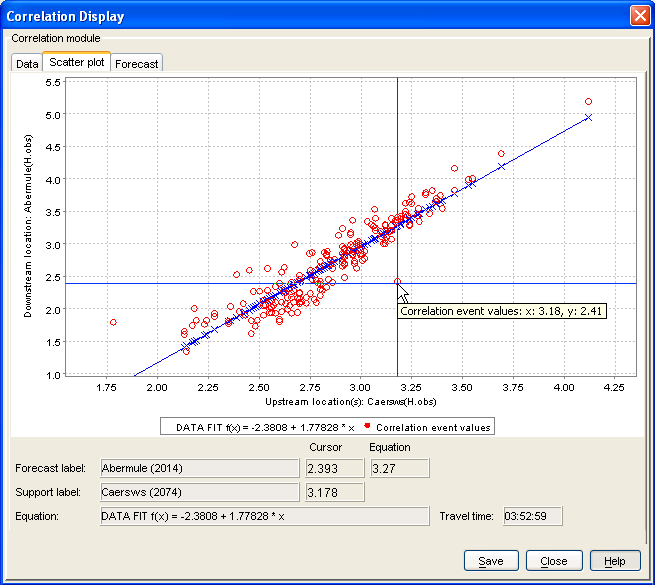 Correlation Display
Correlation module
Data Scatter plot Forecast
5.5
5.0
4.5
4.0
3.5
3.0
2.5
2.0
1.5
1.0
Downstream location: Abermule(H.obs)
Correlation event values: x: 3.18, y: 2.41
1.75 2.00 2.25 2.50 2.75 3.00 3.25 3.50 3.75 4.00 4.25
Upstream location(s): Caersws(H.obs)
DATA FIT f(x) = -2.3808 + 1.77828 * x Correlation event values
Cursor Equation
Forecast label: Abermule (2014) 2.393 3.27
Support label: Caersws (2074) 3.178
Equation: DATA FIT f(x) = -2.3808 + 1.77828 * x Travel time: 03:52:59
Save Close Help